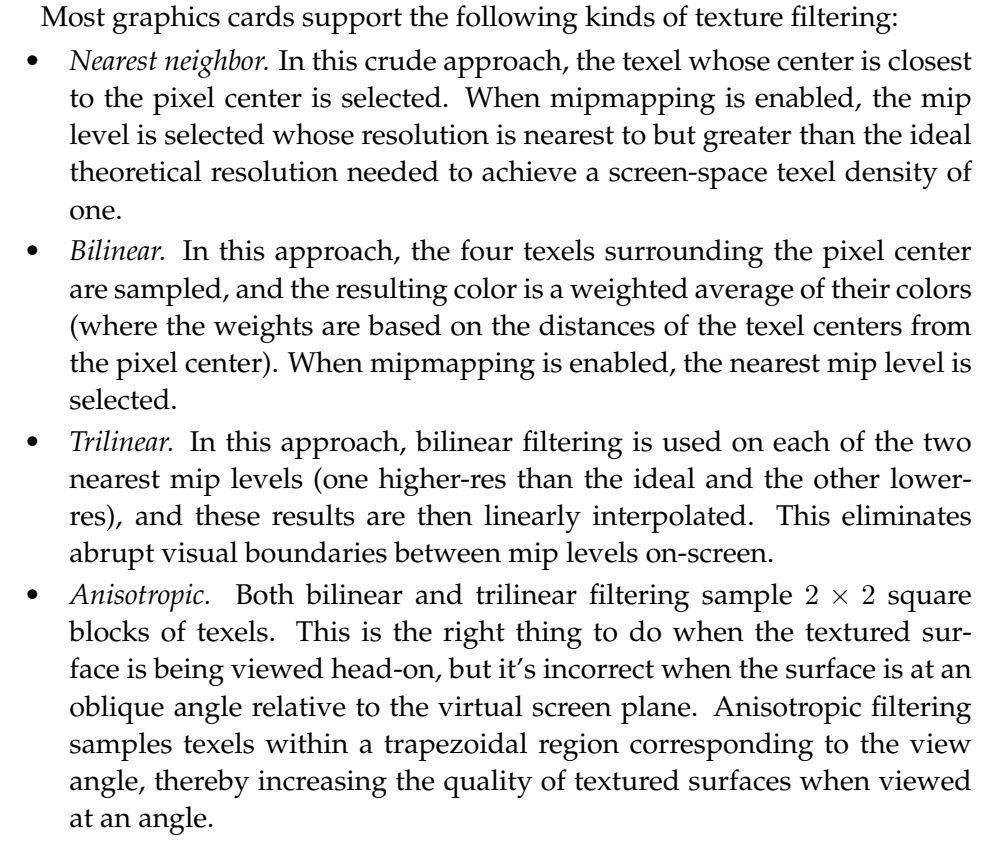 Most graphics cards support the following kinds of texture filtering:
• Nearest neighbor. In this crude approach, the texel whose center is closest
to the pixel center is selected. When mipmapping is enabled, the mip
level is selected whose resolution is nearest to but greater than the ideal
theoretical resolution needed to achieve a screen-space texel density of
one.
• Bilinear. In this approach, the four texels surrounding the pixel center
are sampled, and the resulting color is a weighted average of their colors
(where the weights are based on the distances of the texel centers from
the pixel center). When mipmapping is enabled, the nearest mip level is
selected.
• Trilinear. In this approach, bilinear filtering is used on each of the two
nearest mip levels (one higher-res than the ideal and the other lower-
res), and these results are then linearly interpolated. This eliminates
abrupt visual boundaries between mip levels on-screen.
• Anisotropic. Both bilinear and trilinear filtering sample 2 × 2 square
blocks of texels. This is the right thing to do when the textured sur-
face is being viewed head-on, but it's incorrect when the surface is at an
oblique angle relative to the virtual screen plane. Anisotropic filtering
samples texels within a trapezoidal region corresponding to the view
angle, thereby increasing the quality of textured surfaces when viewed
at an angle.